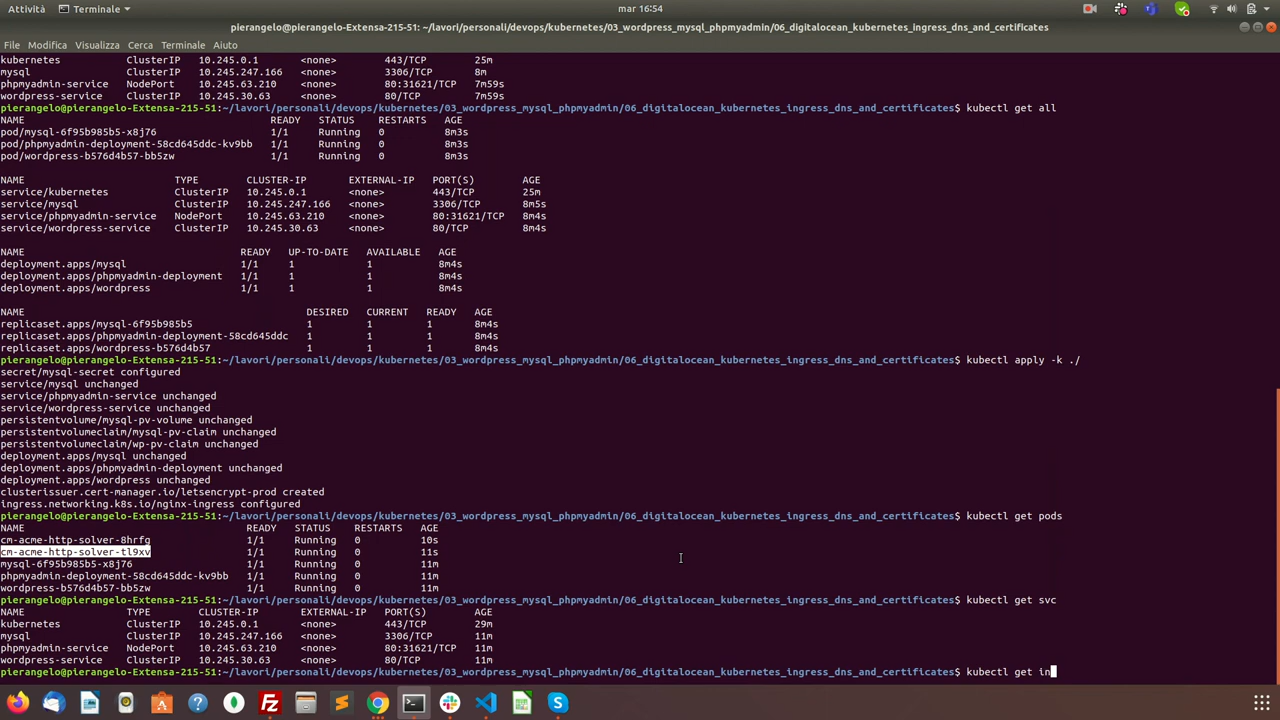 Attività Terminale mar 16:54
pierangelo@pierangelo-Extensa-215-51: ~/lavori/personali/devops/kubernetes/03_wordpress_mysql_phpmyadmin/06_digitalocean_kubernetes_ingress_dns_and_certificates
File Modifica Visualizza Cerca Terminale Aiuto
kubernetes ClusterIP 10.245.0.1 <none> 443/TCP 25m
mysql ClusterIP 10.245.247.166 <none> 3306/TCP 8m
phpmyadmin-service NodePort 10.245.63.210 <none> 80:31621/TCP 7m59s
wordpress-service ClusterIP 10.245.30.63 <none> 80/TCP 7m59s
pierangelo@pierangelo-Extensa-215-51:~/lavori/personali/devops/kubernetes/03_wordpress_mysql_phpmyadmin/06_digitalocean_kubernetes_ingress_dns_and_certificates$ kubectl get all
NAME READY STATUS RESTARTS AGE
pod/mysql-6f95b985b5-x8j76 1/1 Running 0 8m3s
pod/phpmyadmin-deployment-58cd645ddc-kv9bb 1/1 Running 0 8m3s
pod/wordpress-b576d4b57-bb5zw 1/1 Running 0 8m3s
NAME TYPE CLUSTER-IP EXTERNAL-IP PORT(S) AGE
service/kubernetes ClusterIP 10.245.0.1 <none> 443/TCP 25m
service/mysql ClusterIP 10.245.247.166 <none> 3306/TCP 8m5s
service/phpmyadmin-service NodePort 10.245.63.210 <none> 80:31621/TCP 8m4s
service/wordpress-service ClusterIP 10.245.30.63 <none> 80/TCP 8m4s
NAME READY UP-TO-DATE AVAILABLE AGE
deployment.apps/mysql 1/1 1 1 8m4s
deployment.apps/phpmyadmin-deployment 1/1 1 1 8m4s
deployment.apps/wordpress 1/1 1 1 8m4s
NAME DESIRED CURRENT READY AGE
replicaset.apps/mysql-6f95b985b5 1 1 1 8m4s
replicaset.apps/phpmyadmin-deployment-58cd645ddc 1 1 1 8m4s
replicaset.apps/wordpress-b576d4b57 1 1 1 8m4s
pierangelo@pierangelo-Extensa-215-51:~/lavori/personali/devops/kubernetes/03_wordpress_mysql_phpmyadmin/06_digitalocean_kubernetes_ingress_dns_and_certificates$ kubectl apply -k ./
secret/mysql-secret configured
service/mysql unchanged
service/phpmyadmin-service unchanged
service/wordpress-service unchanged
persistentvolume/mysql-pv-volume unchanged
persistentvolumeclaim/mysql-pv-claim unchanged
persistentvolumeclaim/wp-pv-claim unchanged
deployment.apps/mysql unchanged
deployment.apps/phpmyadmin-deployment unchanged
deployment.apps/wordpress unchanged
clusterissuer.cert-manager.io/letsencrypt-prod created
ingress.networking.k8s.io/nginx-ingress configured
pierangelo@pierangelo-Extensa-215-51:~/lavori/personali/devops/kubernetes/03_wordpress_mysql_phpmyadmin/06_digitalocean_kubernetes_ingress_dns_and_certificates$ kubectl get pods
NAME READY STATUS RESTARTS AGE
cm-acme-http-solver-8hrfg 1/1 Running 0 10s
cm-acme-http-solver-tl9xv 1/1 Running 0 11s
mysql-6f95b985b5-x8j76 1/1 Running 0 11m
phpmyadmin-deployment-58cd645ddc-kv9bb 1/1 Running 0 11m
wordpress-b576d4b57-bb5zw 1/1 Running 0 11m
pierangelo@pierangelo-Extensa-215-51:~/lavori/personali/devops/kubernetes/03_wordpress_mysql_phpmyadmin/06_digitalocean_kubernetes_ingress_dns_and_certificates$ kubectl get svc
NAME TYPE CLUSTER-IP EXTERNAL-IP PORT(S) AGE
kubernetes ClusterIP 10.245.0.1 <none> 443/TCP 29m
mysql ClusterIP 10.245.247.166 <none> 3306/TCP 11m
phpmyadmin-service NodePort 10.245.63.210 <none> 80:31621/TCP 11m
wordpress-service ClusterIP 10.245.30.63 <none> 80/TCP 11m
pierangelo@pierangelo-Extensa-215-51:~/lavori/personali/devops/kubernetes/03_wordpress_mysql_phpmyadmin/06_digitalocean_kubernetes_ingress_dns_and_certificates$ kubectl get in